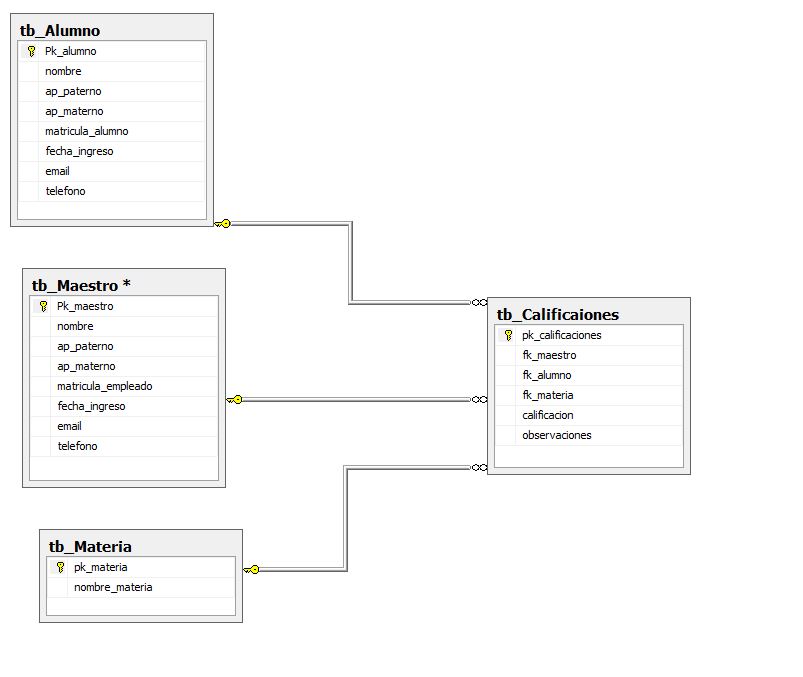 tb_Alumno
Pk_alumno
nombre
ap_paterno
ap_materno
matricula_alumno
fecha_ingreso
email
telefono
tb_Maestro *
Pk_maestro
nombre
ap_paterno
ap_materno
matricula_empleado
fecha_ingreso
email
telefono
tb_Materia
pk_materia
nombre_materia
tb_Calificaiones
pk_calificaciones
fk_maestro
fk_alumno
fk_materia
calificacion
observaciones